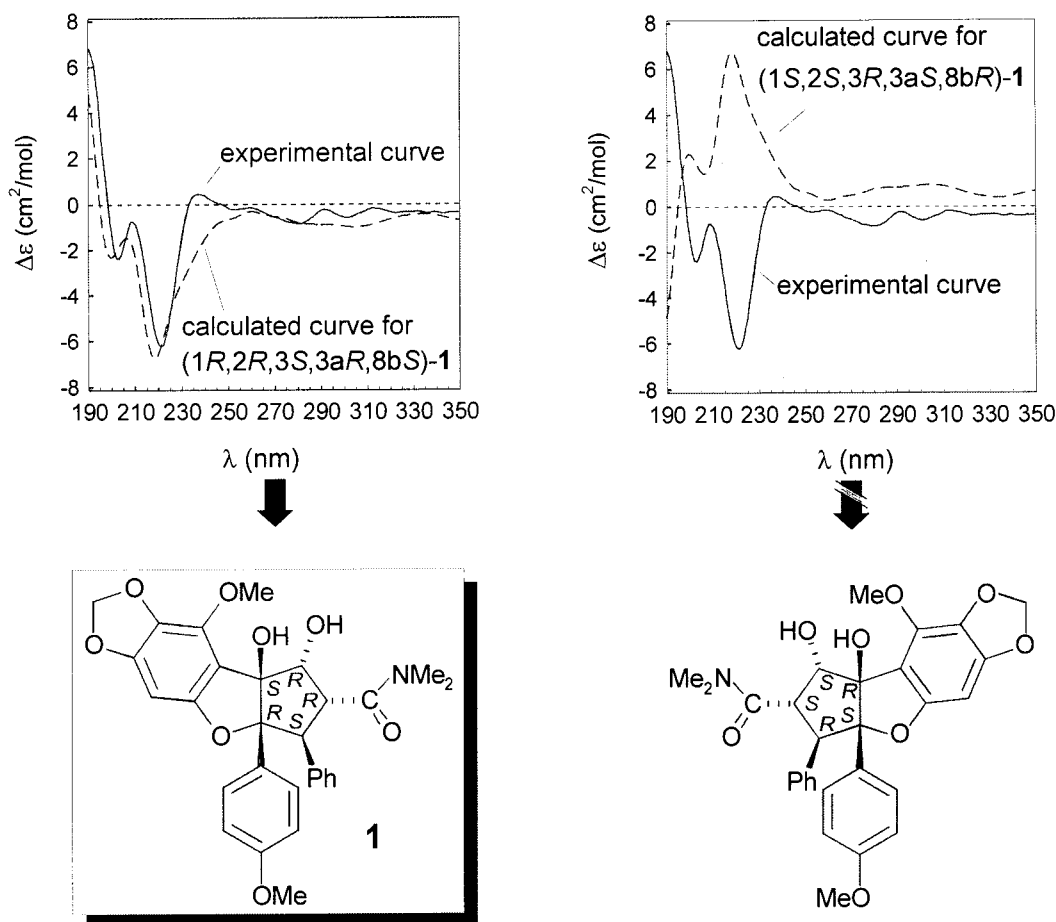 8
6
4
2
0
-2
-4
-6
-8
Δε (cm²/mol)
experimental curve
calculated curve for
(1R,2R,3S,3aR,8bS)-1
190 210 230 250 270 290 310 330 350
λ (nm)
8
6
4
2
0
-2
-4
-6
-8
Δε (cm²/mol)
calculated curve for
(1S,2S,3R,3aS,8bR)-1
experimental curve
190 210 230 250 270 290 310 330 350
λ (nm)
O
O
OMe
OH
OH
S
R
R
R
S
NMe₂
C
O
O
Ph
1
OMe
MeO
O
O
HO
HO
S
R
S
R
S
Me₂N
C
O
O
Ph
MeO